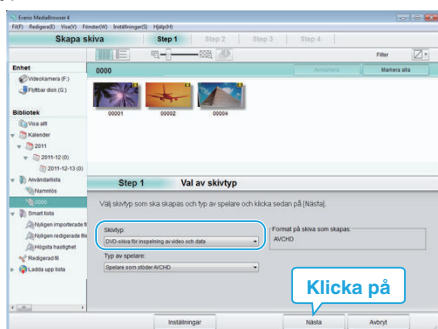 Everio MediaBrowser 4
Fil(F) Redigera(E) Visa(V) Fönster(W) Inställningar(S) Hjälp(H)
Skapa skiva Step 1 Step 2 Step 3 Step 4
Filter
Enhet
Videokamera (F:)
Flyttbar disk (G:)
Bibliotek
Visa allt
Kalender
2011
2011-12 (0)
2011-12-13 (0)
Användarlista
Namnlös
0000
Smart lista
Nyligen importerade fil
Nyligen redigerade file
Högsta hastighet
Redigerad fil
Ladda upp lista
0000 Avmarkera Markera alla
00001 00002 00004
Step 1 Val av skivtyp
Välj skivtyp som ska skapas och typ av spelare och klicka sedan på [Nästa].
Skivtyp:
DVD-skiva för inspelning av video och data
Typ av spelare:
Spelare som stöder AVCHD
Format på skiva som skapas:
AVCHD
Klicka på
Inställningar Nästa Avbryt